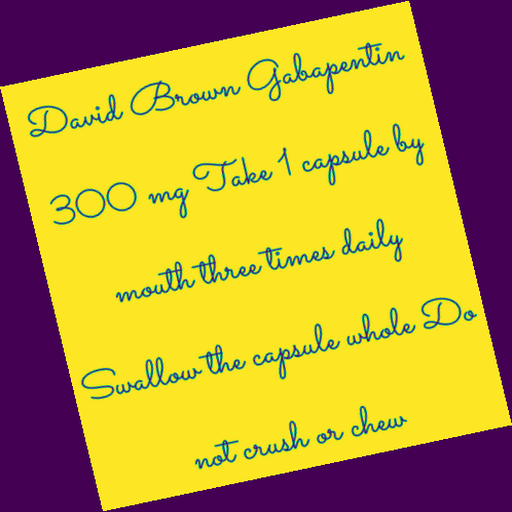 David Brown Gabapentin
300 mg Take 1 capsule by
mouth three times daily
Swallow the capsule whole Do
not crush or chew